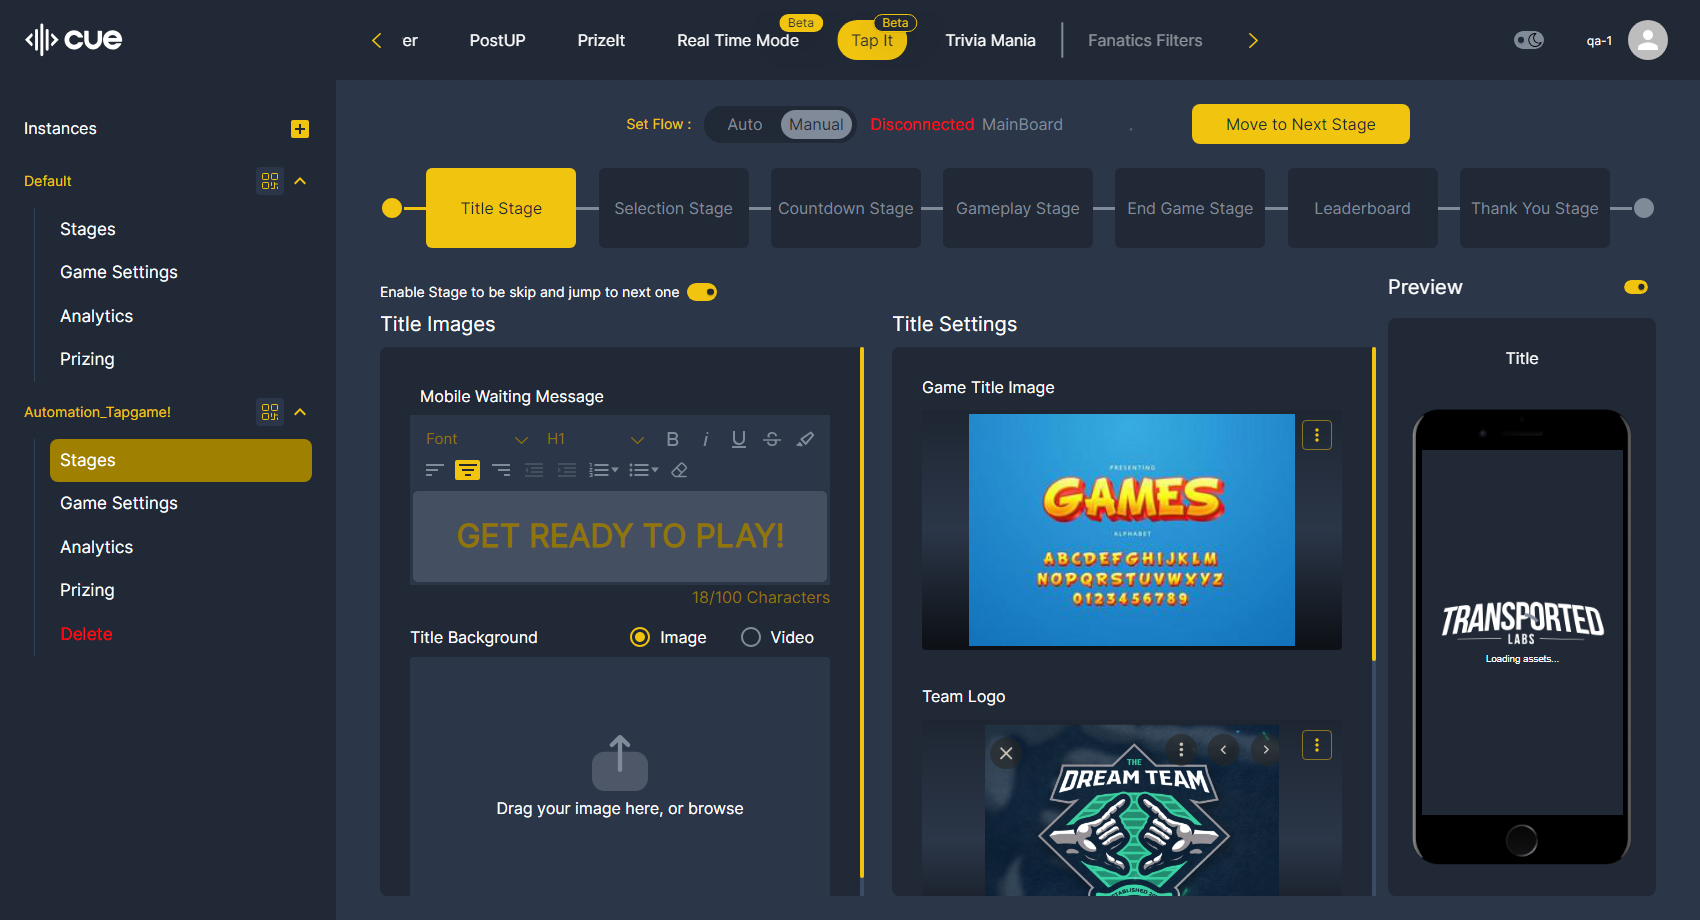 cue
er
PostUP
PrizeIt
Real Time Mode
Beta
Tap It
Beta
Trivia Mania
Fanatics Filters
qa-1
Instances
Default
Stages
Game Settings
Analytics
Prizing
Automation_Tapgame!
Stages
Game Settings
Analytics
Prizing
Delete
Set Flow :
Auto
Manual
Disconnected MainBoard
.
Move to Next Stage
Title Stage
Selection Stage
Countdown Stage
Gameplay Stage
End Game Stage
Leaderboard
Thank You Stage
Enable Stage to be skip and jump to next one
Title Images
Mobile Waiting Message
Font
H1
B
i
U
S
GET READY TO PLAY!
18/100 Characters
Title Background
Image
Video
Drag your image here, or browse
Title Settings
Game Title Image
PRESENTING
GAMES
ALPHABET
ABCDEFGHIJKLM
NOPQRSTUVWXYZ
0123456789
Team Logo
THE
DREAM TEAM
Preview
Title
TRANSPORTED
LABS
Loading assets...